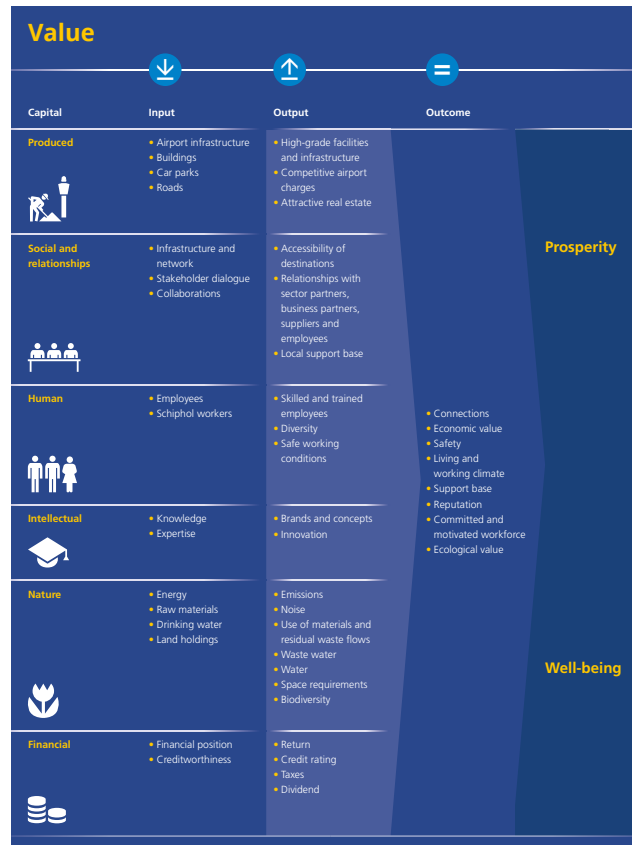 Value
Capital
Input
Output
Outcome
Produced
• Airport infrastructure
• Buildings
• Car parks
• Roads
• High-grade facilities
and infrastructure
• Competitive airport
charges
• Attractive real estate
Social and
relationships
• Infrastructure and
network
• Stakeholder dialogue
• Collaborations
• Accessibility of
destinations
• Relationships with
sector partners,
business partners,
suppliers and
employees
• Local support base
Human
• Employees
• Schiphol workers
• Skilled and trained
employees
• Diversity
• Safe working
conditions
Intellectual
• Knowledge
• Expertise
• Brands and concepts
• Innovation
Nature
• Energy
• Raw materials
• Drinking water
• Land holdings
• Emissions
• Noise
• Use of materials and
residual waste flows
• Waste water
• Water
• Space requirements
• Biodiversity
Financial
• Financial position
• Creditworthiness
• Return
• Credit rating
• Taxes
• Dividend
• Connections
• Economic value
• Safety
• Living and
working climate
• Support base
• Reputation
• Committed and
motivated workforce
• Ecological value
Prosperity
Well-being